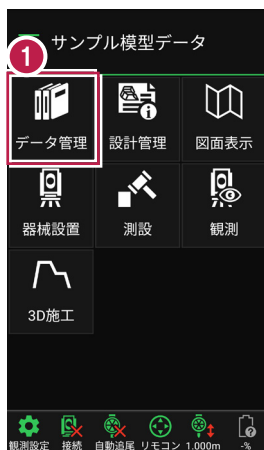 サンプル模型データ
1
データ管理
設計管理
図面表示
器械設置
測設
観測
3D施工
観測設定
接続
自動追尾
リモコン
1.000m
-%